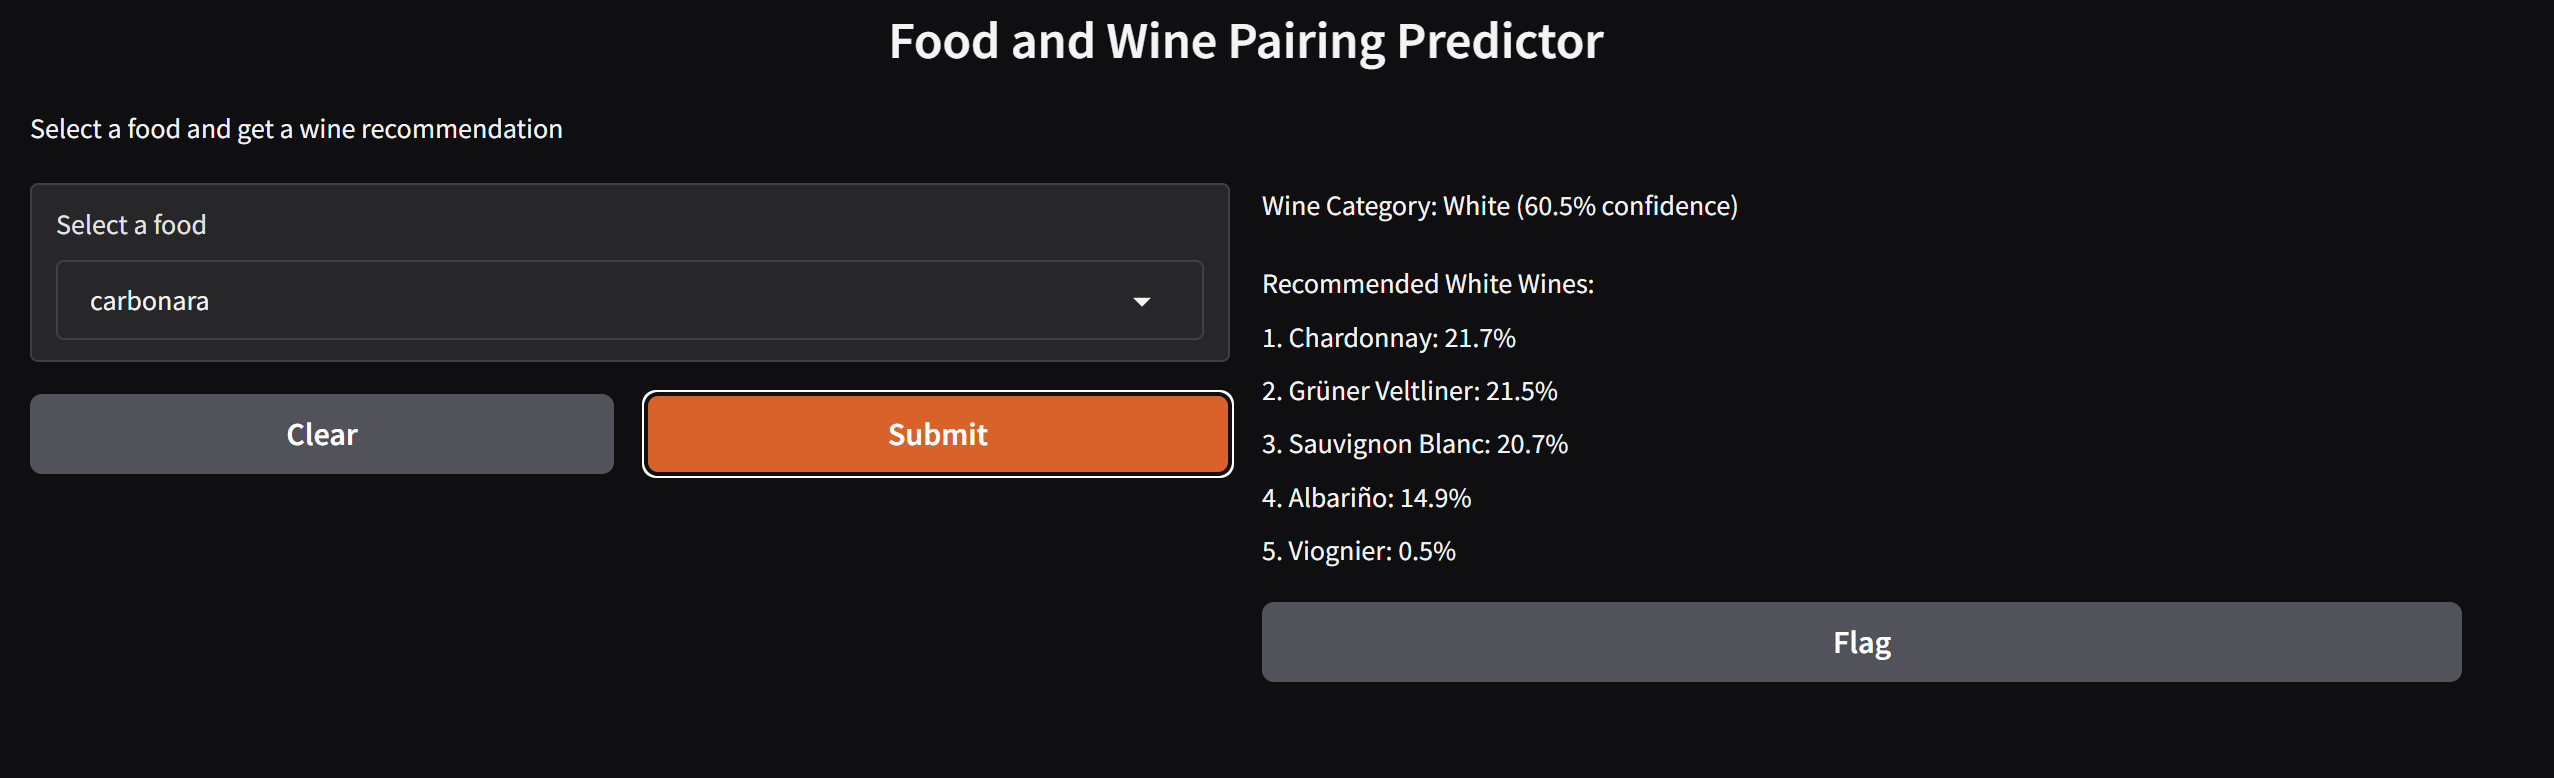 Food and Wine Pairing Predictor
Select a food and get a wine recommendation
Select a food
carbonara
Clear
Submit
Wine Category: White (60.5% confidence)
Recommended White Wines:
1. Chardonnay: 21.7%
2. Grüner Veltliner: 21.5%
3. Sauvignon Blanc: 20.7%
4. Albariño: 14.9%
5. Viognier: 0.5%
Flag